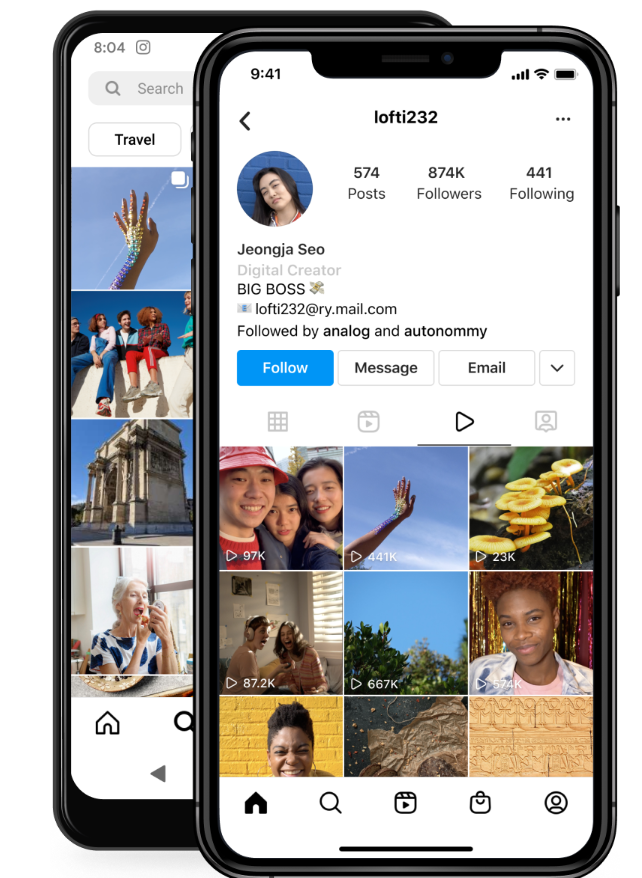 8:04
Search
Travel
9:41
lofti232
574
874K
441
Posts
Followers
Following
Jeongja Seo
Digital Creator
BIG BOSS 💸
📧 lofti232@ry.mail.com
Followed by analog and autonommy
Follow
Message
Email
97K
441K
23K
87.2K
667K
574K